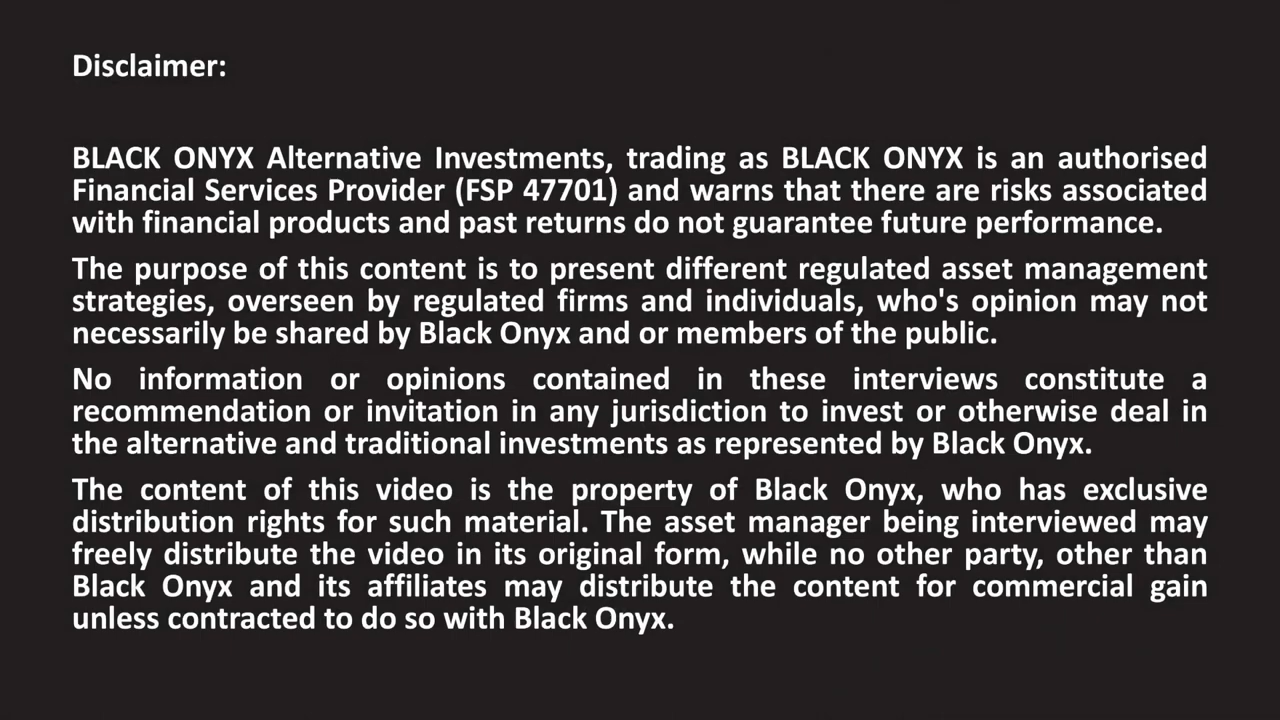 Disclaimer:
BLACK ONYX Alternative Investments, trading as BLACK ONYX is an authorised
Financial Services Provider (FSP 47701) and warns that there are risks associated
with financial products and past returns do not guarantee future performance.
The purpose of this content is to present different regulated asset management
strategies, overseen by regulated firms and individuals, who's opinion may not
necessarily be shared by Black Onyx and or members of the public.
No information or opinions contained in these interviews constitute a
recommendation or invitation in any jurisdiction to invest or otherwise deal in
the alternative and traditional investments as represented by Black Onyx.
The content of this video is the property of Black Onyx, who has exclusive
distribution rights for such material. The asset manager being interviewed may
freely distribute the video in its original form, while no other party, other than
Black Onyx and its affiliates may distribute the content for commercial gain
unless contracted to do so with Black Onyx.